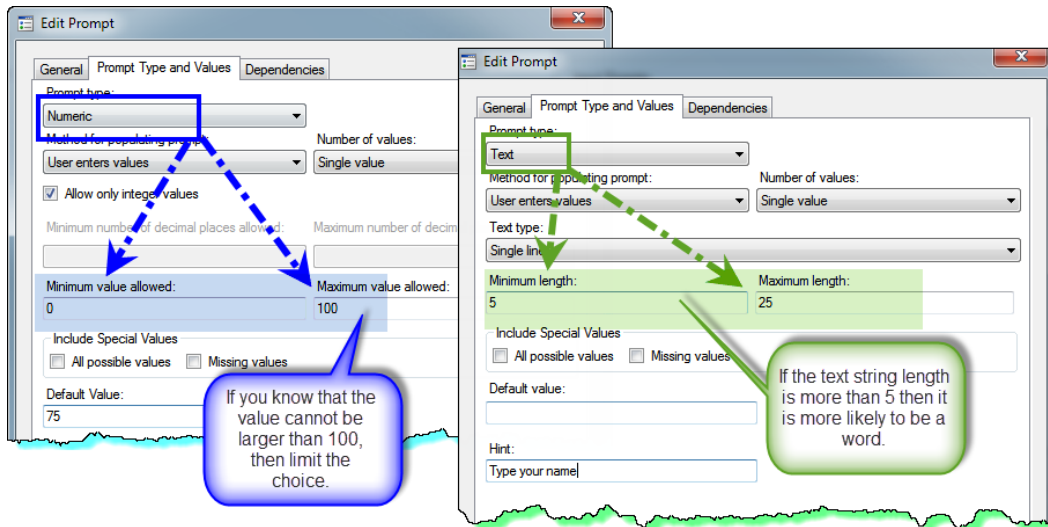 Edit Prompt
General Prompt Type and Values Dependencies
Prompt type:
Numeric
Method for populating prompt: Number of values:
User enters values Single value
Allow only integer values
Minimum number of decimal places allowed: Maximum number of decim
Minimum value allowed: Maximum value allowed:
0 100
Include Special Values
All possible values Missing values
Default Value:
75
If you know that the
value cannot be
larger than 100,
then limit the
choice.
Edit Prompt
General Prompt Type and Values Dependencies
Prompt type:
Text
Method for populating prompt: Number of values:
User enters values Single value
Text type:
Single line
Minimum length: Maximum length:
5 25
Include Special Values
All possible values Missing values
Default value:
Hint:
Type your name
If the text string length
is more than 5 then it
is more likely to be a
word.